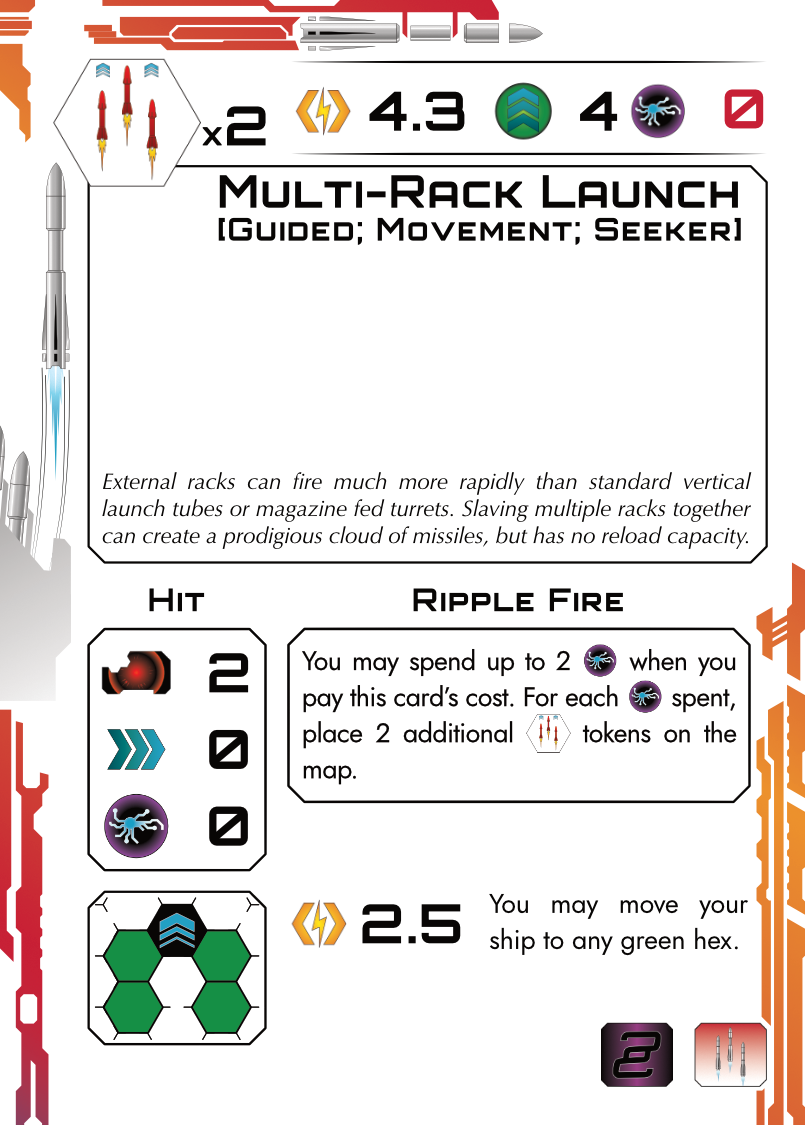 x2 4.3 4 0
Multi-Rack Launch
[Guided; Movement; Seeker]
External racks can fire much more rapidly than standard vertical
launch tubes or magazine fed turrets. Slaving multiple racks together
can create a prodigious cloud of missiles, but has no reload capacity.
Hit
2
0
0
Ripple Fire
You may spend up to 2 when you
pay this card's cost. For each spent,
place 2 additional tokens on the
map.
2.5
You may move your
ship to any green hex.
2